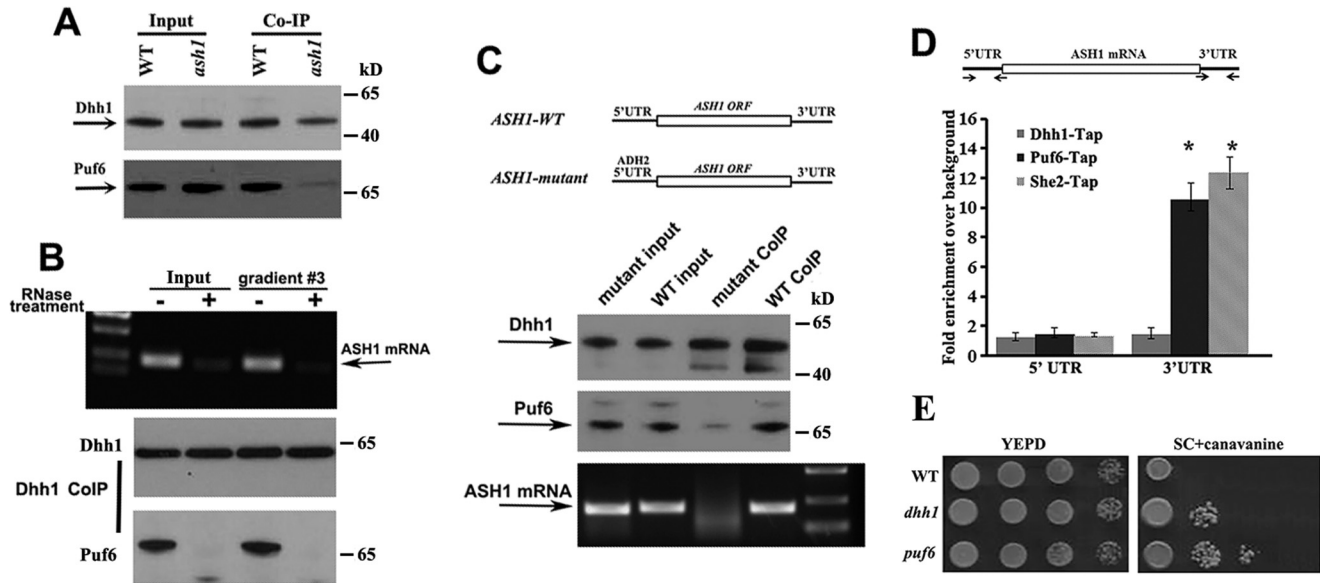 A
Input
Co-IP
WT
ash1
WT
ash1
kD
Dhh1
65
40
Puf6
65
B
Input
gradient #3
RNase
treatment
-
+
-
+
ASH1 mRNA
Dhh1
65
Dhh1 CoIP
Puf6
65
C
5'UTR
ASH1 ORF
3'UTR
ASH1-WT
ADH2
5'UTR
ASH1 ORF
3'UTR
ASH1-mutant
mutant input
WT input
mutant CoIP
WT CoIP
kD
Dhh1
65
40
Puf6
65
ASH1 mRNA
D
5'UTR
ASH1 mRNA
3'UTR
Fold enrichment over background
16
14
12
10
8
6
4
2
0
Dhh1-Tap
Puf6-Tap
She2-Tap
*
*
5' UTR
3'UTR
E
YEPD
SC+canavanine
WT
dhh1
puf6